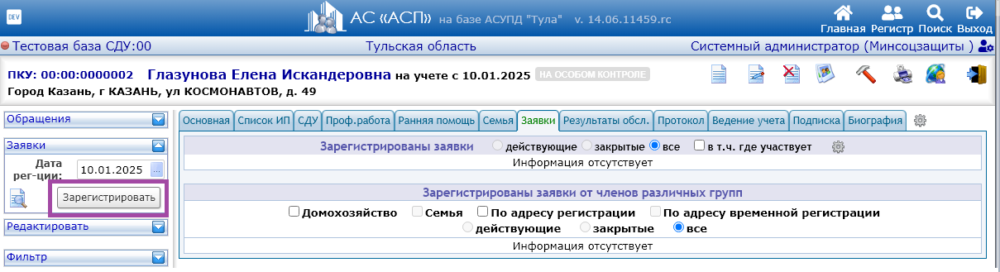 DEV АС «АСП» на базе АСУПД "Тула" v. 14.06.11459.rc Главная Регистр Поиск Выход
Тестовая база СДУ:00 Тульская область Системный администратор (Минсоцзащиты )
ПКУ: 00:00:0000002 Глазунова Елена Искандеровна на учете с 10.01.2025 НА ОСОБОМ КОНТРОЛЕ
Город Казань, г КАЗАНЬ, ул КОСМОНАВТОВ, д. 49
Обращения
Заявки
Дата рег-ции: 10.01.2025 ...
Зарегистрировать
Редактировать
Фильтр
Основная Список ИП СДУ Проф.работа Ранняя помощь Семья Заявки Результаты обсл. Протокол Ведение учета Подписка Биография
Зарегистрированы заявки действующие закрытые все в т.ч. где участвует
Информация отсутствует
Зарегистрированы заявки от членов различных групп
Домохозяйство Семья По адресу регистрации По адресу временной регистрации
действующие закрытые все
Информация отсутствует